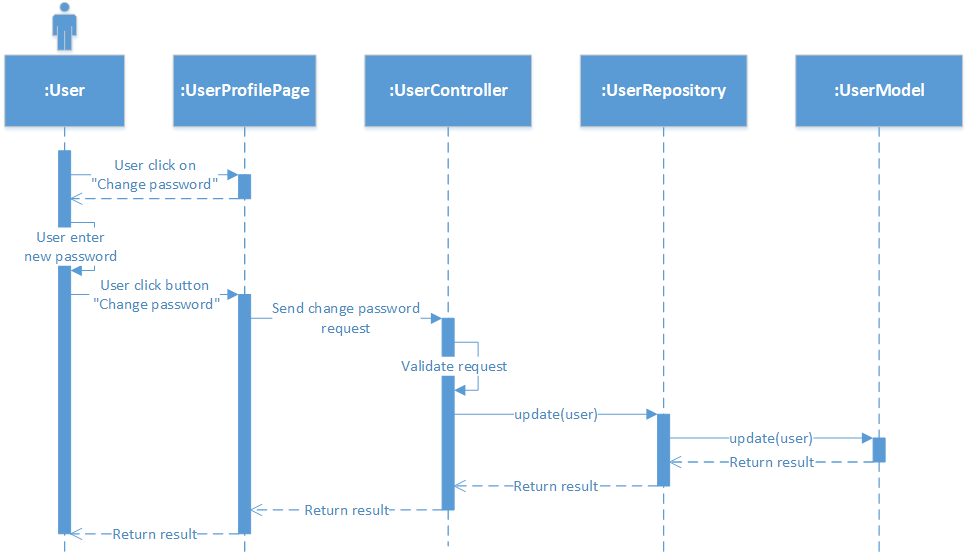 :User
:UserProfilePage
:UserController
:UserRepository
:UserModel
User click on
"Change password"
User enter
new password
User click button
"Change password"
Send change password
request
Validate request
update(user)
update(user)
Return result
Return result
Return result
Return result